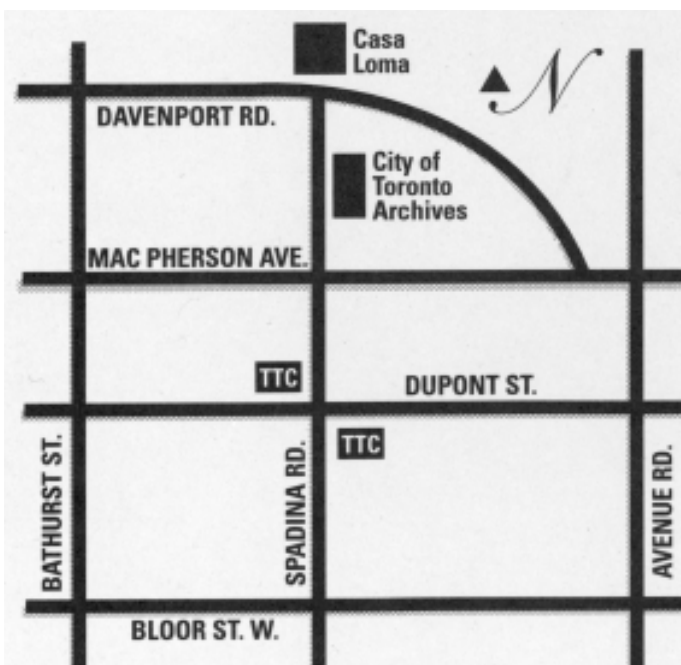 Casa
Loma
N
DAVENPORT RD.
City of
Toronto
Archives
MAC PHERSON AVE.
TTC
DUPONT ST.
TTC
BATHURST ST.
SPADINA RD.
AVENUE RD.
BLOOR ST. W.